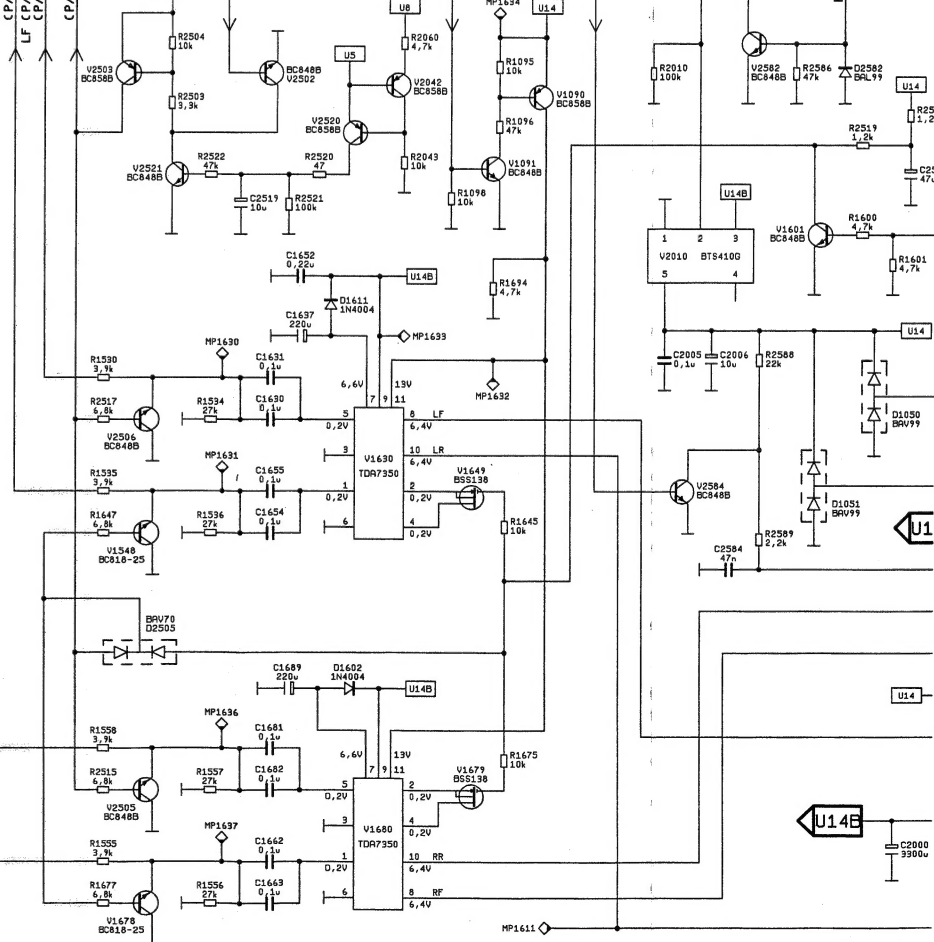 CP/
LF CP/
CP/
CP/
R2504
10k
V2503
BC858B
R2503
3,3k
BC848B
V2502
V2521
BC848B
R2522
47k
C2519
10u
R2521
100k
R2520
47
U5
V2520
BC858B
U8
R2060
4,7k
V2042
BC858B
R2043
10k
MP1634
R1095
10k
R1096
47k
V1091
BC848B
R1098
10k
U14
V1090
BC858B
R2010
100k
V2582
BC848B
R2586
47k
D2582
BAL99
U14
R2519
1,2k
U14B
1 2 3
V2010 BTS410G
5 4
V1601
BC848B
R1600
4,7k
R1601
4,7k
C1652
0,22u
U14B
D1611
1N4004
C1637
220u
MP1633
R1694
4,7k
MP1632
6,6V
13V
7 9 11
MP1630
R1530
3,9k
C1631
0,1u
R2517
6,8k
V2506
BC848B
R1534
27k
C1630
0,1u
5
0,2V
3
V1630
TDA7350
1
0,2V
6
8 LF
6,4V
10 LR
6,4V
2
0,2V
4
0,2V
V1649
BSS138
R1645
10k
MP1631
R1535
3,9k
C1655
0,1u
R1647
6,8k
V1548
BC818-25
R1536
27k
C1654
0,1u
C2005
0,1u
C2006
10u
R2588
22k
U14
D1050
BAV99
V2584
BC848B
D1051
BAV99
R2589
2,2k
C2584
47n
U1
BAV70
D2505
C1689
220u
D1602
1N4004
U14B
U14
6,6V
13V
7 9 11
MP1636
R1558
3,9k
C1681
0,1u
R2515
6,8k
V2505
BC848B
R1557
27k
C1682
0,1u
5
0,2V
3
V1680
TDA7350
1
0,2V
6
2
0,2V
4
0,2V
10 RR
6,4V
8 RF
6,4V
V1679
BSS138
R1675
10k
MP1637
R1555
3,9k
C1662
0,1u
R1677
6,8k
V1678
BC818-25
R1556
27k
C1663
0,1u
U14B
C2000
3300u
MP1611